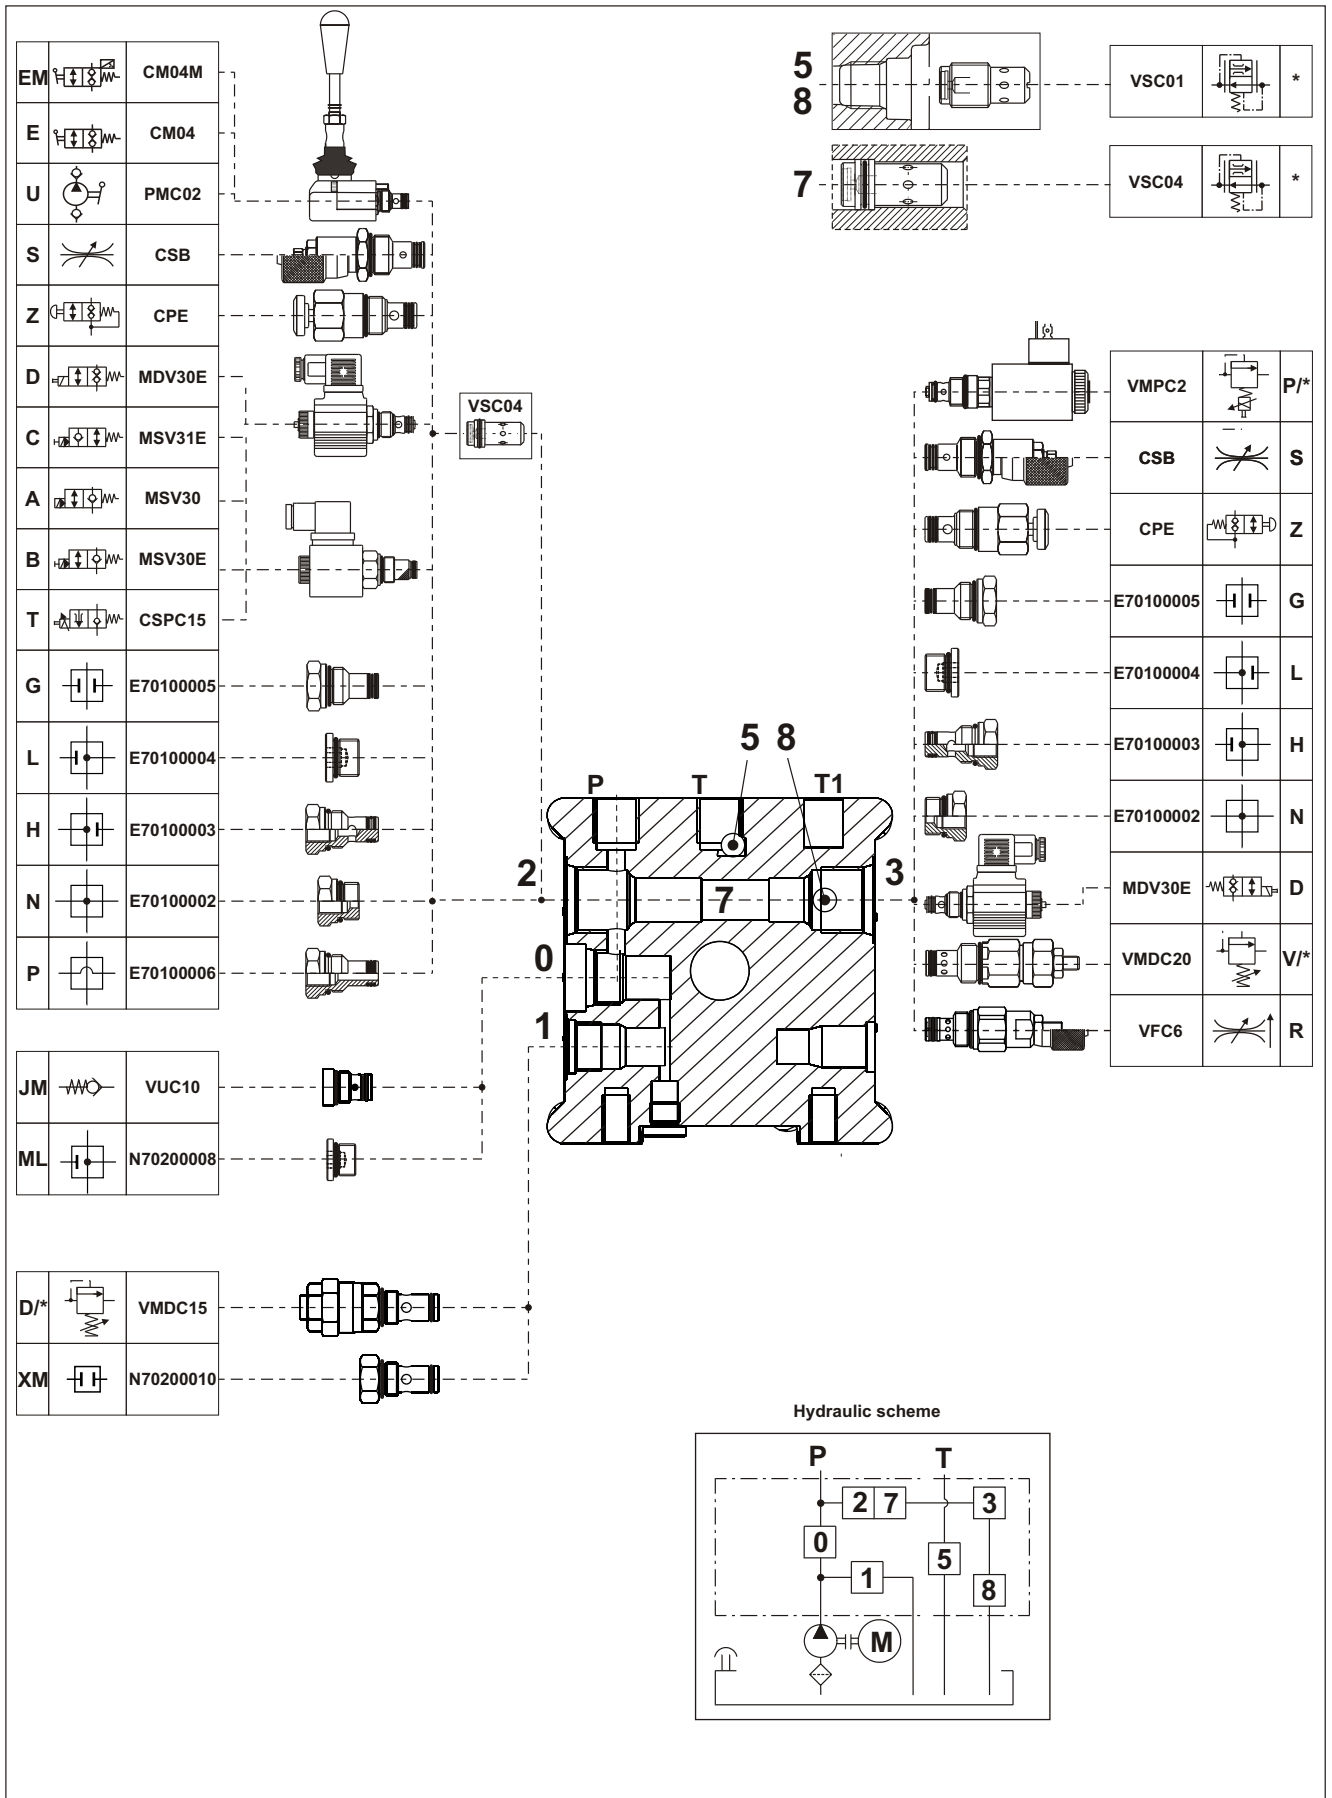 EM CM04M
E CM04
U PMC02
S CSB
Z CPE
D MDV30E
C MSV31E
A MSV30
B MSV30E
T CSPC15
G E70100005
L E70100004
H E70100003
N E70100002
P E70100006
JM VUC10
ML N70200008
D/* VMDC15
XM N70200010
VSC04
5
8
VSC01 *
7
VSC04 *
VMPC2 P/*
CSB S
CPE Z
E70100005 G
E70100004 L
E70100003 H
E70100002 N
MDV30E D
VMDC20 V/*
VFC6 R
5 8
P T T1
2 7 3
0
1
Hydraulic scheme
P T
2 7 3
0
5
1
8
M